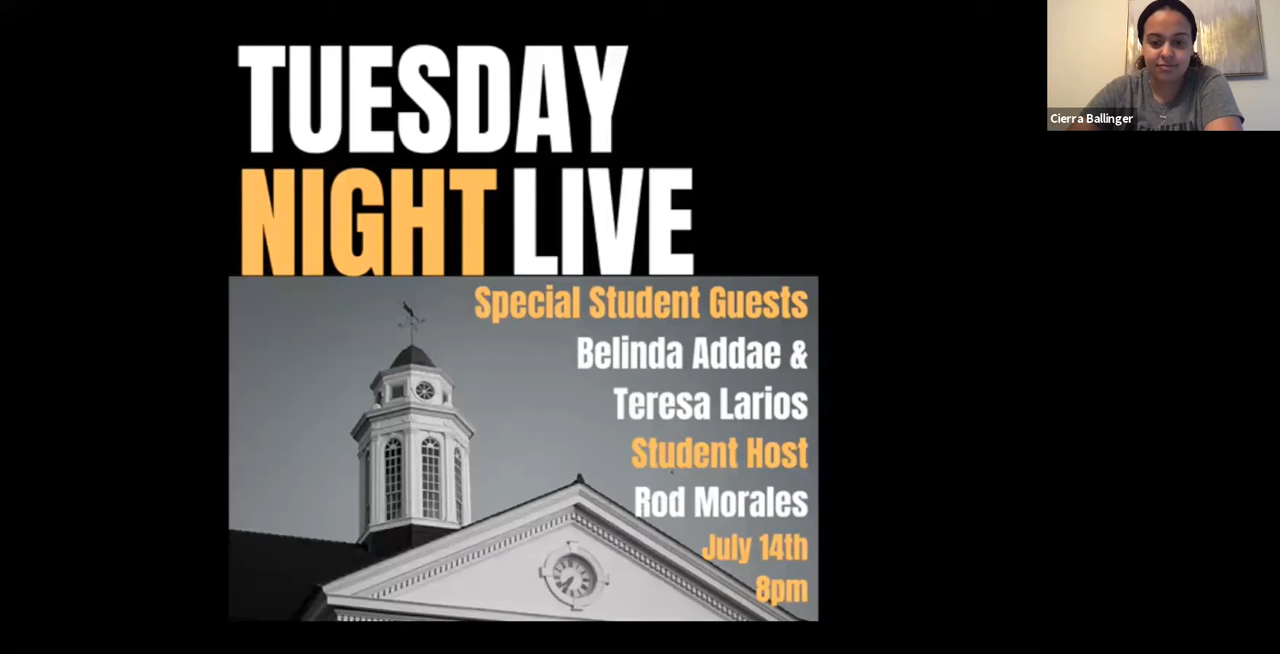 TUESDAY
NIGHT LIVE
Special Student Guests
Belinda Addae &
Teresa Larios
Student Host
Rod Morales
July 14th
8pm
Cierra Ballinger